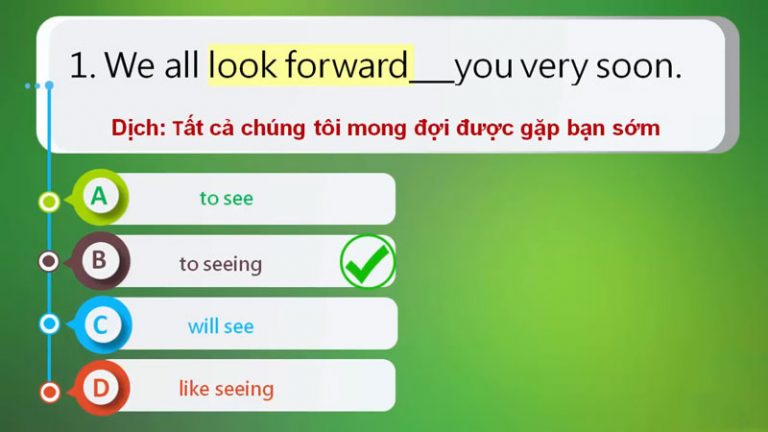 1. We all look forward___you very soon.
Dịch: Tất cả chúng tôi mong đợi được gặp bạn sớm
A to see
B to seeing
C will see
D like seeing